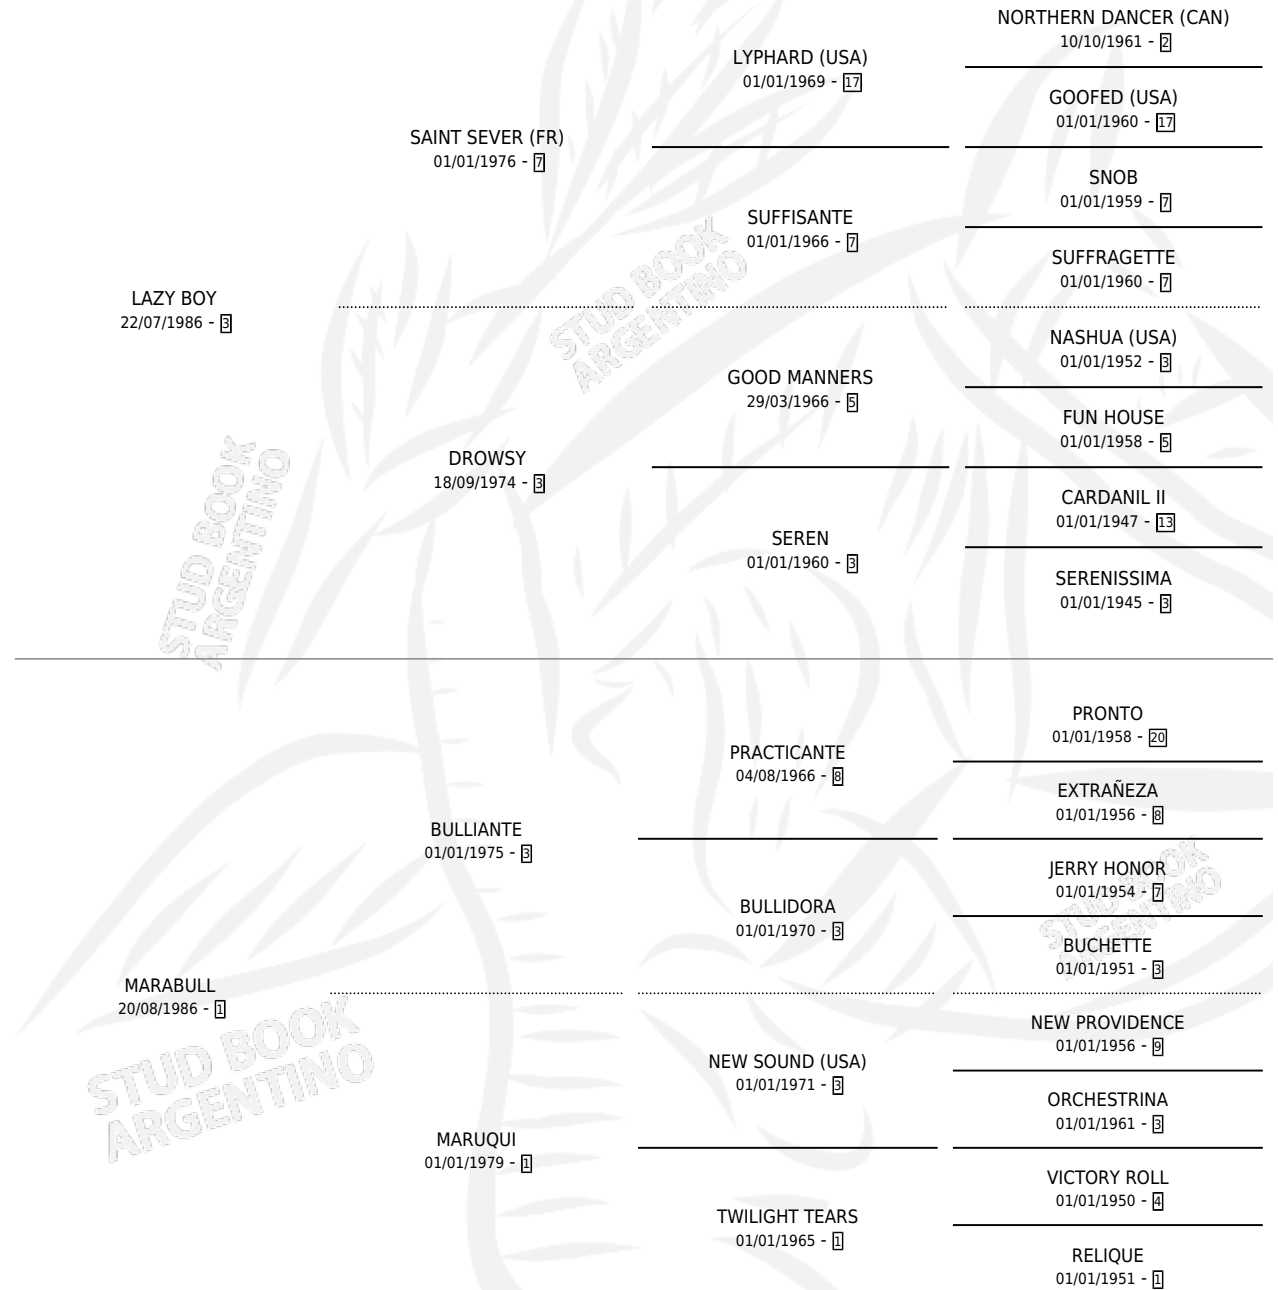 NORTHERN DANCER (CAN)
10/10/1961 - 2
LYPHARD (USA)
01/01/1969 - 17
GOOFED (USA)
01/01/1960 - 17
SAINT SEVER (FR)
01/01/1976 - 7
SNOB
01/01/1959 - 7
SUFFISANTE
01/01/1966 - 7
SUFFRAGETTE
01/01/1960 - 7
LAZY BOY
22/07/1986 - 3
NASHUA (USA)
01/01/1952 - 3
GOOD MANNERS
29/03/1966 - 5
FUN HOUSE
01/01/1958 - 5
DROWSY
18/09/1974 - 3
CARDANIL II
01/01/1947 - 13
SEREN
01/01/1960 - 3
SERENISSIMA
01/01/1945 - 3
STUD BOOK
ARGENTINO
STUD BOOK
ARGENTINO
PRONTO
01/01/1958 - 20
PRACTICANTE
04/08/1966 - 8
EXTRAÑEZA
01/01/1956 - 8
BULLIANTE
01/01/1975 - 3
JERRY HONOR
01/01/1954 - 7
BULLIDORA
01/01/1970 - 3
BUCHETTE
01/01/1951 - 3
STUD BOOK
ARGENTINO
MARABULL
20/08/1986 - 1
NEW PROVIDENCE
01/01/1956 - 9
NEW SOUND (USA)
01/01/1971 - 3
ORCHESTRINA
01/01/1961 - 3
MARUQUI
01/01/1979 - 1
VICTORY ROLL
01/01/1950 - 4
TWILIGHT TEARS
01/01/1965 - 1
RELIQUE
01/01/1951 - 1
STUD BOOK
ARGENTINO